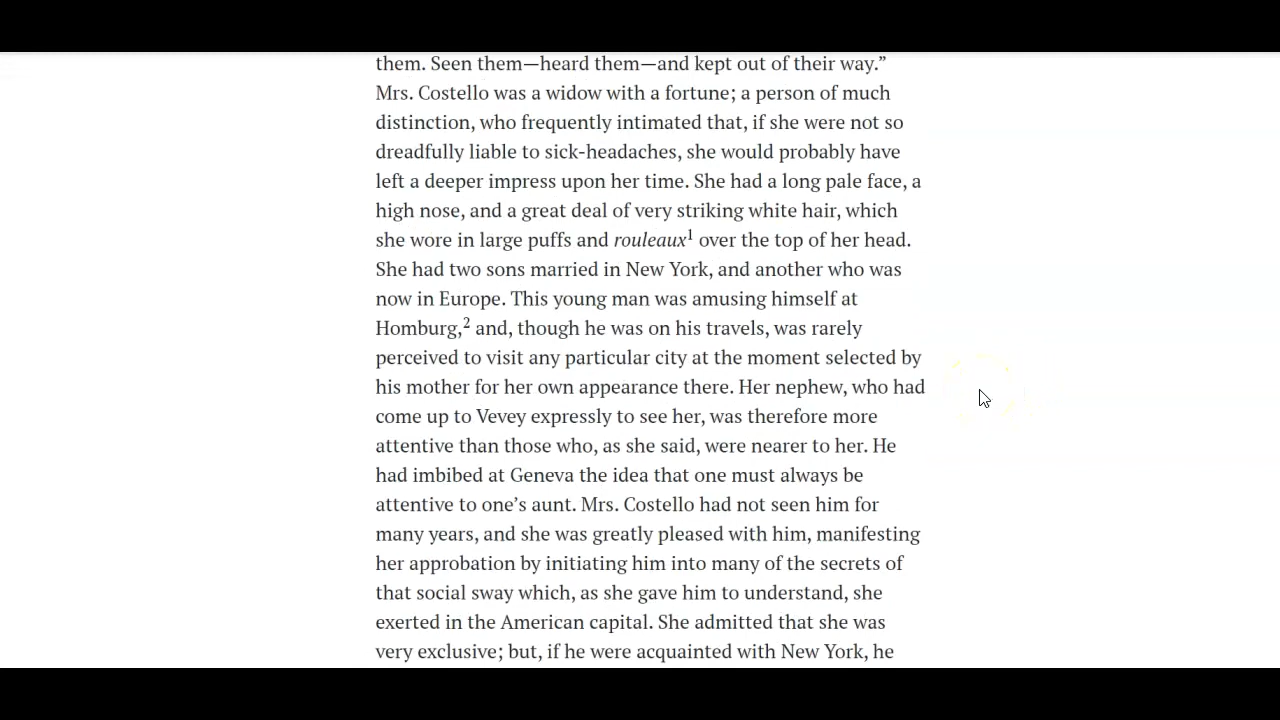 them. Seen them—heard them—and kept out of their way.”
Mrs. Costello was a widow with a fortune; a person of much
distinction, who frequently intimated that, if she were not so
dreadfully liable to sick-headaches, she would probably have
left a deeper impress upon her time. She had a long pale face, a
high nose, and a great deal of very striking white hair, which
she wore in large puffs and rouleaux1 over the top of her head.
She had two sons married in New York, and another who was
now in Europe. This young man was amusing himself at
Homburg,2 and, though he was on his travels, was rarely
perceived to visit any particular city at the moment selected by
his mother for her own appearance there. Her nephew, who had
come up to Vevey expressly to see her, was therefore more
attentive than those who, as she said, were nearer to her. He
had imbibed at Geneva the idea that one must always be
attentive to one’s aunt. Mrs. Costello had not seen him for
many years, and she was greatly pleased with him, manifesting
her approbation by initiating him into many of the secrets of
that social sway which, as she gave him to understand, she
exerted in the American capital. She admitted that she was
very exclusive; but, if he were acquainted with New York, he